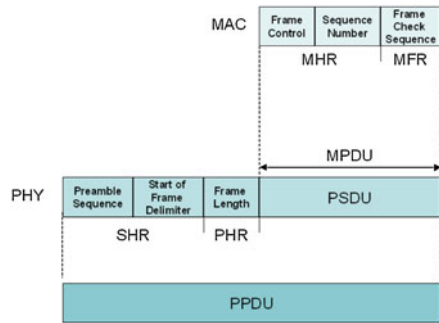 MAC
Frame Control
Sequence Number
Frame Check Sequence
MHR
MFR
MPDU
PHY
Preamble Sequence
Start of Frame Delimiter
Frame Length
PSDU
SHR
PHR
PPDU